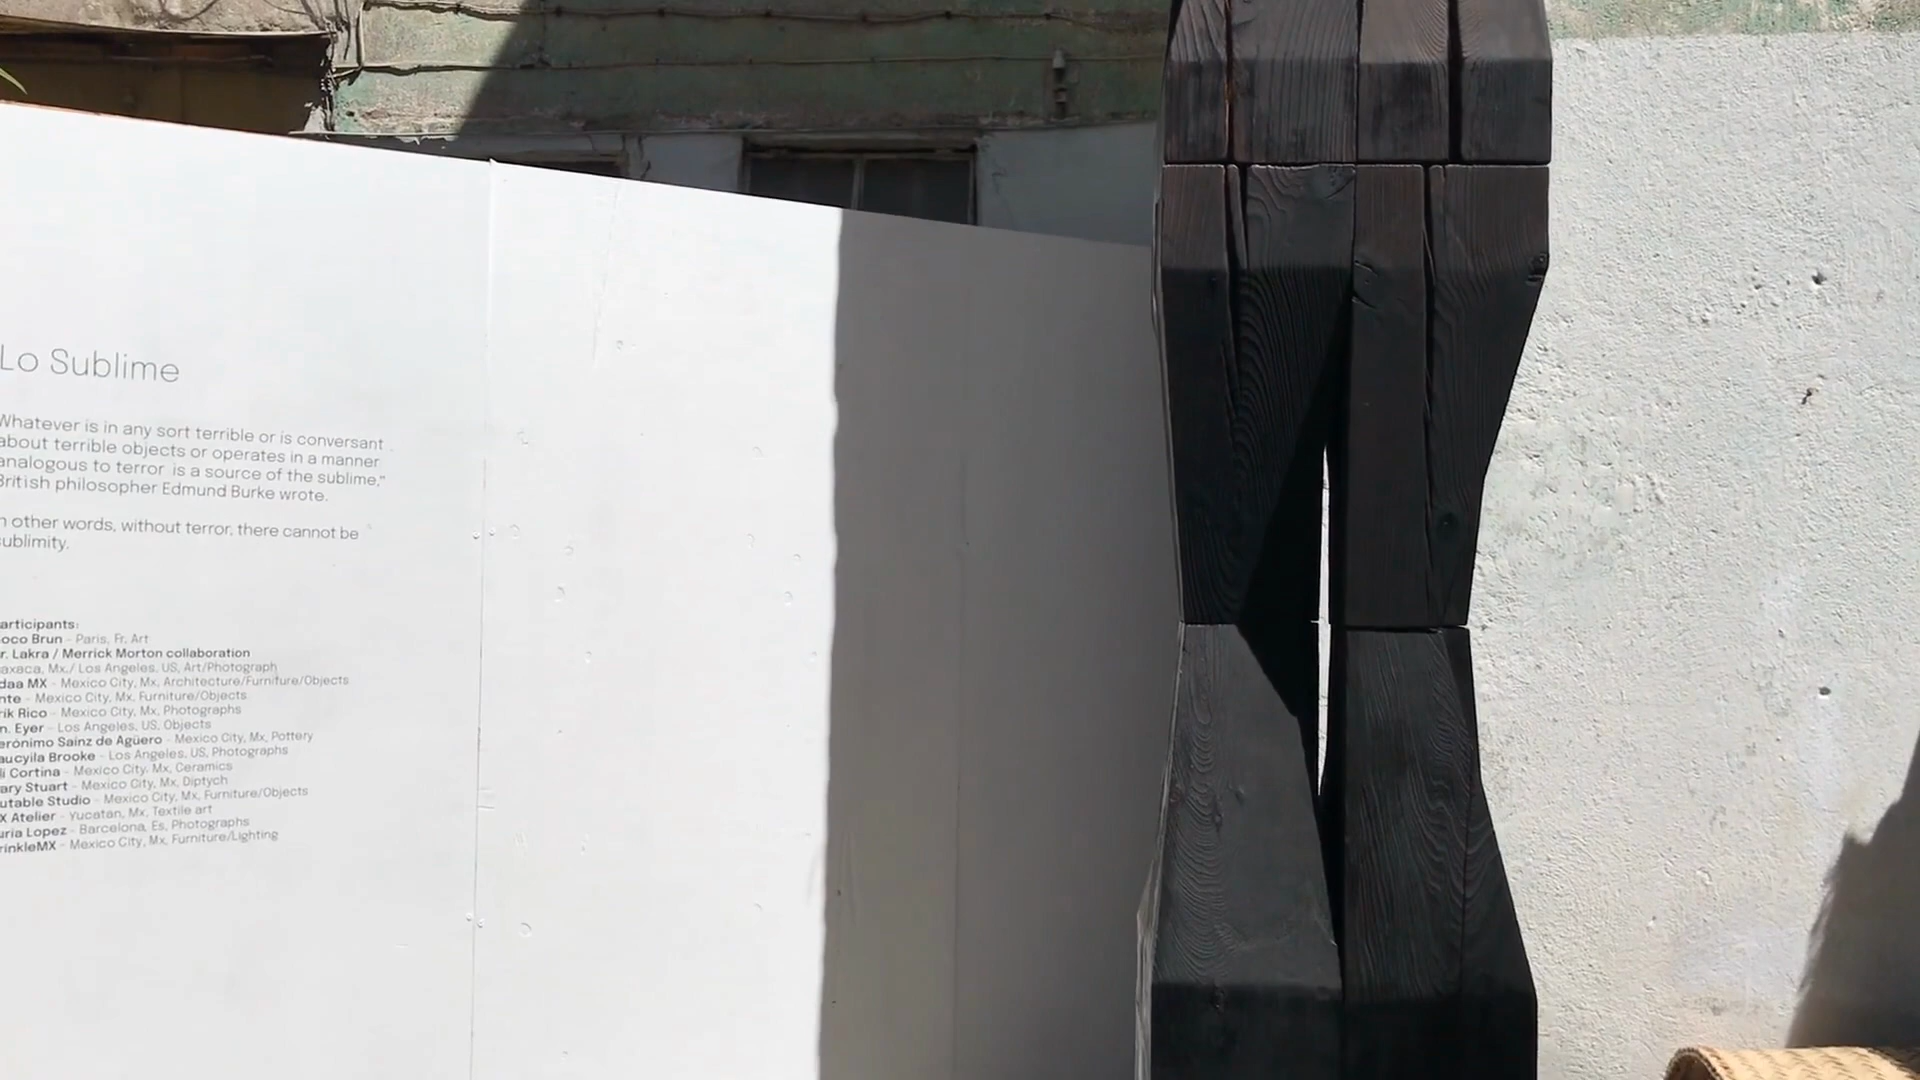 Lo Sublime
Whatever is in any sort terrible or is conversant
about terrible objects or operates in a manner
analogous to terror is a source of the sublime,"
British philosopher Edmund Burke wrote.
n other words, without terror, there cannot be
ublimity.
articipants:
oco Brun - Paris, Fr, Art
r. Lakra / Merrick Morton collaboration
axaca, Mx./ Los Angeles, US, Art/Photograph
daa MX - Mexico City, Mx, Architecture/Furniture/Objects
nte - Mexico City, Mx, Furniture/Objects
rik Rico - Mexico City, Mx, Photographs
n. Eyer - Los Angeles, US, Objects
erónimo Sainz de Agüero - Mexico City, Mx, Pottery
aucyila Brooke - Los Angeles, US, Photographs
li Cortina - Mexico City, Mx, Ceramics
ary Stuart - Mexico City, Mx, Diptych
utable Studio - Mexico City, Mx, Furniture/Objects
X Atelier - Yucatán, Mx, Textile art
uria Lopez - Barcelona, Es, Photographs
rinkleMX - Mexico City, Mx, Furniture/Lighting